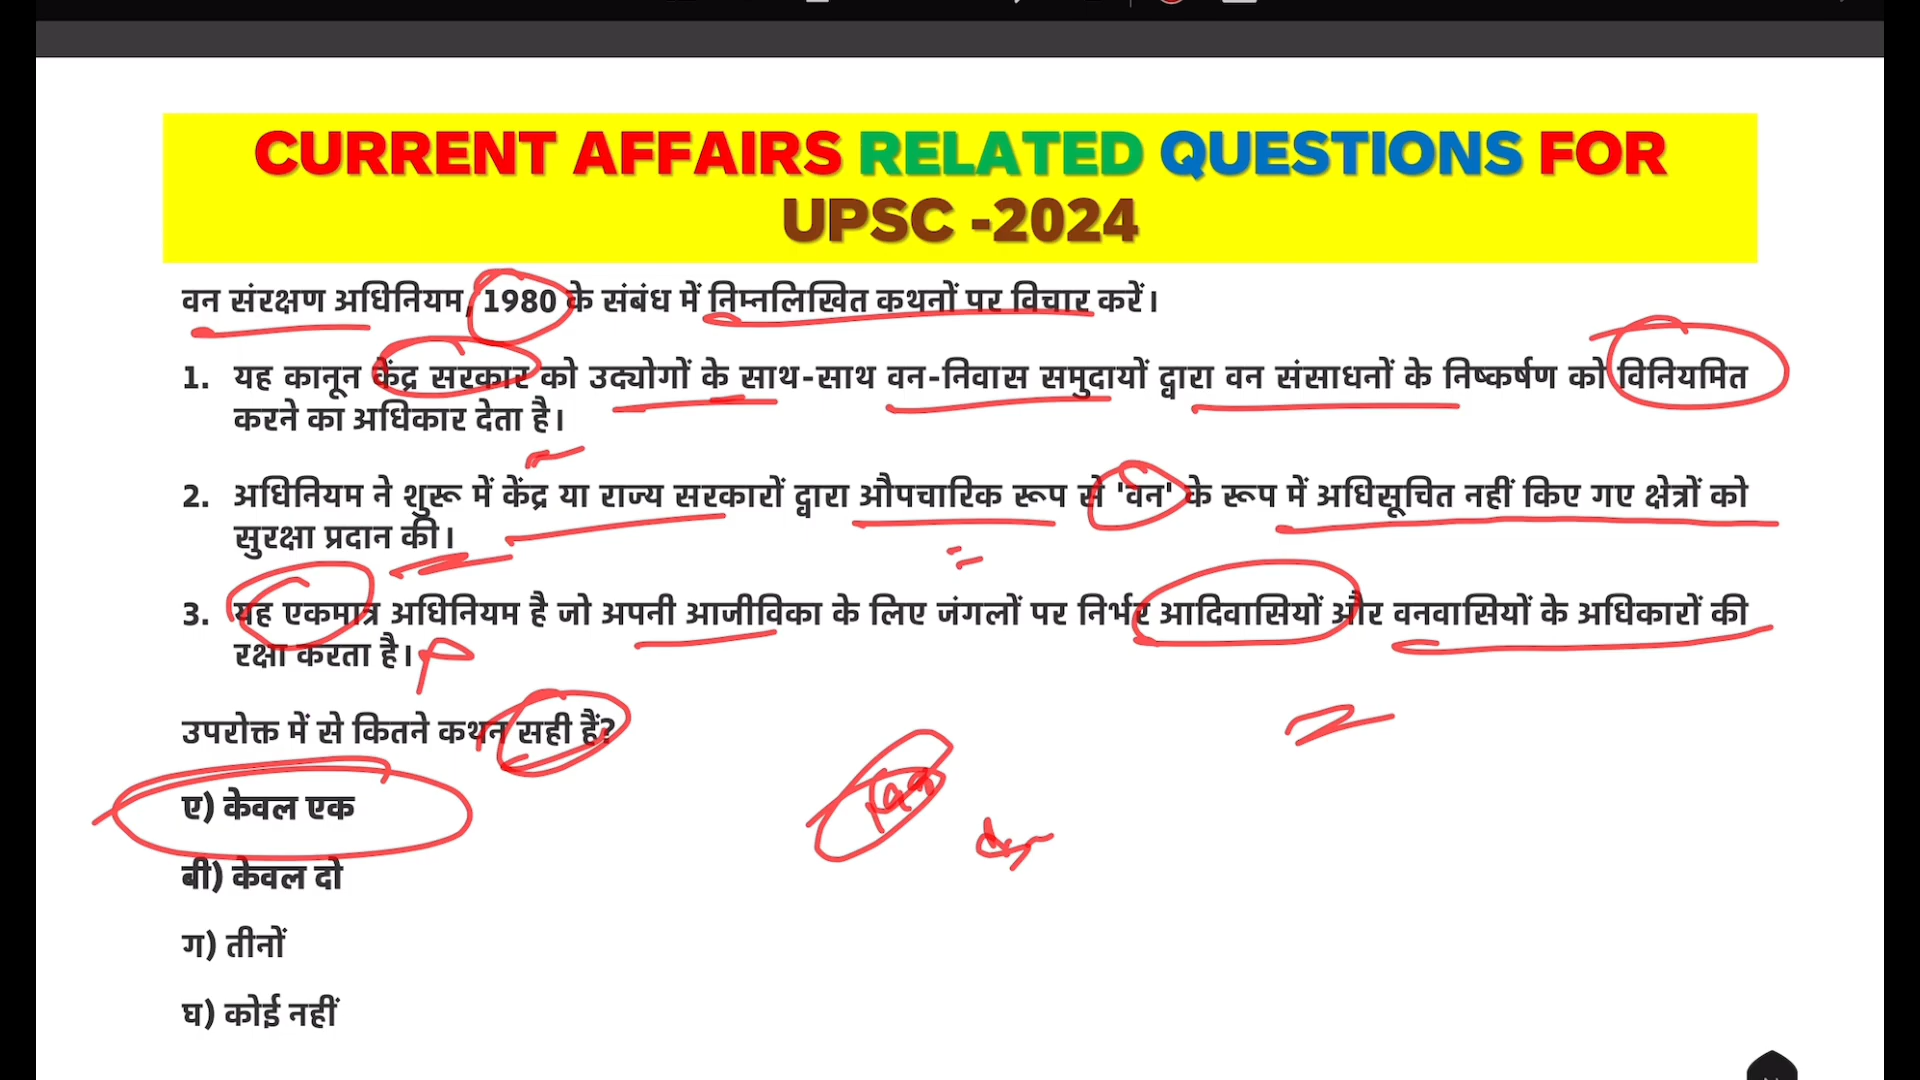 CURRENT AFFAIRS RELATED QUESTIONS FOR
UPSC -2024
वन संरक्षण अधिनियम, 1980 के संबंध में निम्नलिखित कथनों पर विचार करें।
1. यह कानून केंद्र सरकार को उद्योगों के साथ-साथ वन-निवास समुदायों द्वारा वन संसाधनों के निष्कर्षण को विनियमित
करने का अधिकार देता है।
2. अधिनियम ने शुरू में केंद्र या राज्य सरकारों द्वारा औपचारिक रूप से 'वन' के रूप में अधिसूचित नहीं किए गए क्षेत्रों को
सुरक्षा प्रदान की।
3. यह एकमात्र अधिनियम है जो अपनी आजीविका के लिए जंगलों पर निर्भर आदिवासियों और वनवासियों के अधिकारों की
रक्षा करता है।
उपरोक्त में से कितने कथन सही हैं?
ए) केवल एक
बी) केवल दो
ग) तीनों
घ) कोई नहीं